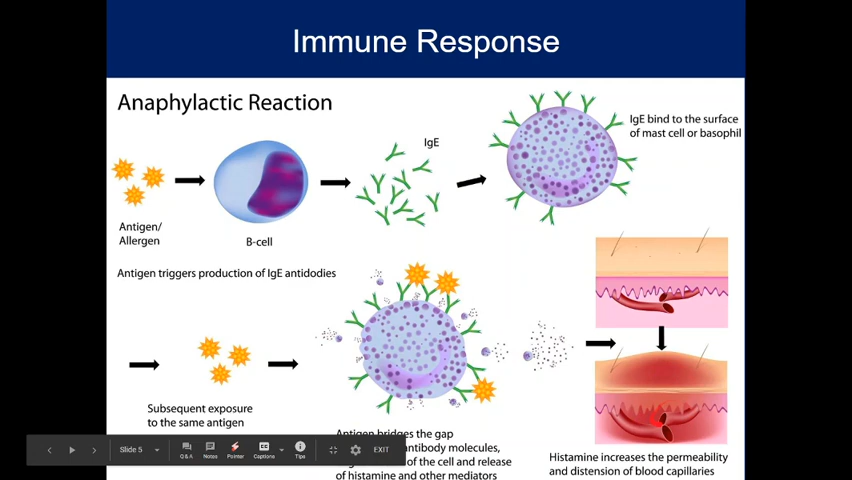 Immune Response
Anaphylactic Reaction
IgE
IgE bind to the surface
of mast cell or basophil
Antigen/
Allergen
B-cell
Antigen triggers production of IgE antidodies
Subsequent exposure
to the same antigen
Antigen bridges the gap
antibody molecules,
of the cell and release
of histamine and other mediators
Histamine increases the permeability
and distension of blood capillaries
Slide 5
Q & A
Notes
Pointer
Captions
Tips
EXIT